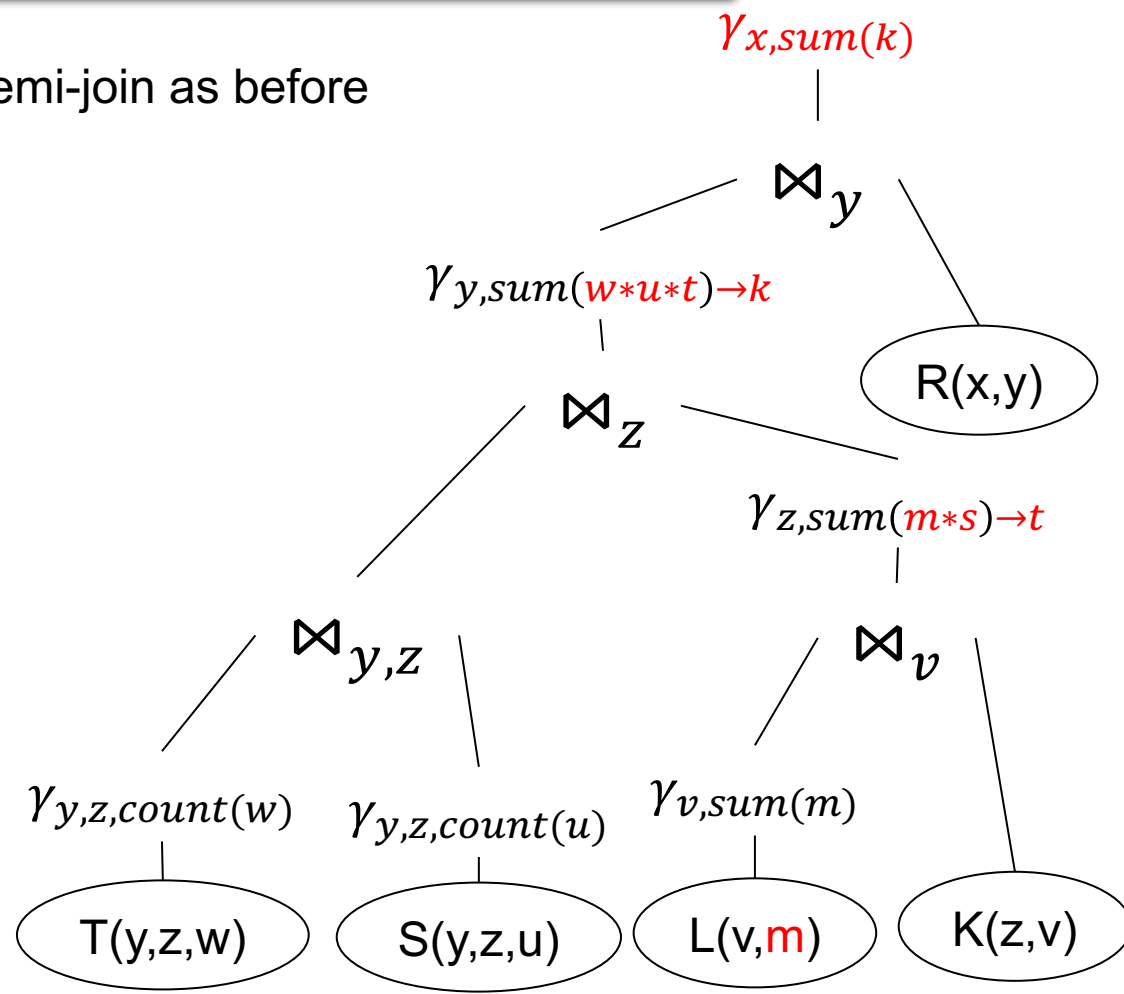 γx,sum(k)
emi-join as before
⋈y
γy,sum(w∗u∗t)→k
R(x,y)
⋈z
γz,sum(m∗s)→t
⋈y,z
⋈v
γy,z,count(w)
γy,z,count(u)
γv,sum(m)
T(y,z,w)
S(y,z,u)
L(v,m)
K(z,v)